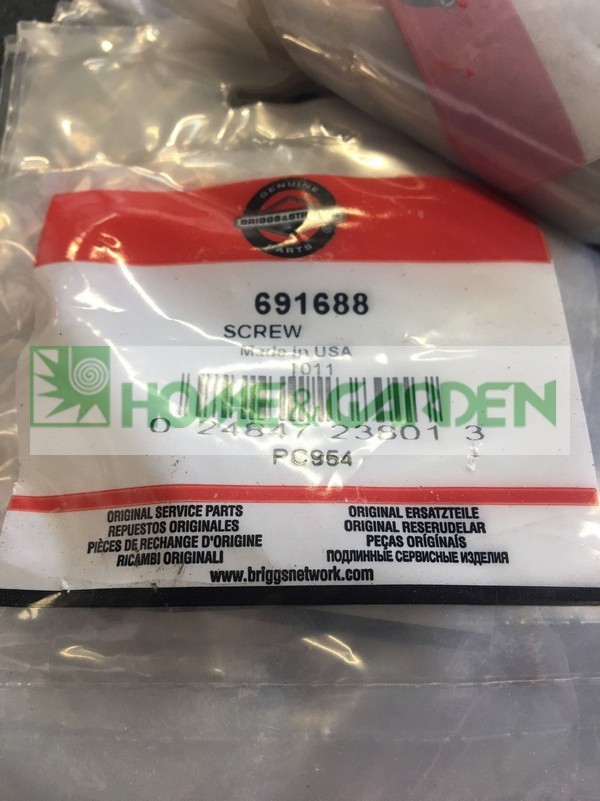 GENUINE
BRIGGS&STR
PARTS
691688
SCREW
Made in USA
1011
HOME&GARDEN
0 24847 23801 3
PC954
ORIGINAL SERVICE PARTS
REPUESTOS ORIGINALES
PIÈCES DE RECHANGE D'ORIGINE
RICAMBI ORIGINALI
ORIGINAL ERSATZTEILE
ORIGINAL RESERUDELAR
PEÇAS ORIGÍNAIS
ПОДЛИННЫЕ СЕРВИСНЫЕ ИЗДЕЛИЯ
www.briggsnetwork.com